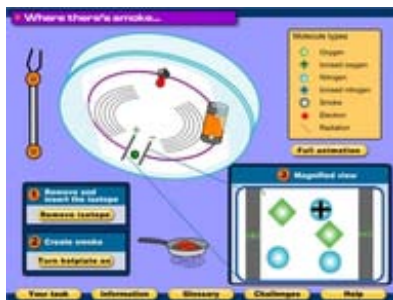 Where there's smoke...
Molecule types
Oxygen
Ionised oxygen
Nitrogen
Ionised nitrogen
Smoke
Electron
Radiation
Full animation
3 Magnified view
1 Remove and
insert the isotope
Remove isotope
2 Create smoke
Turn hotplate on
Your task
Information
Glossary
Challenges
Help